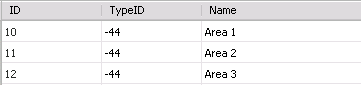 ID TypeID Name
10 -44 Area 1
11 -44 Area 2
12 -44 Area 3